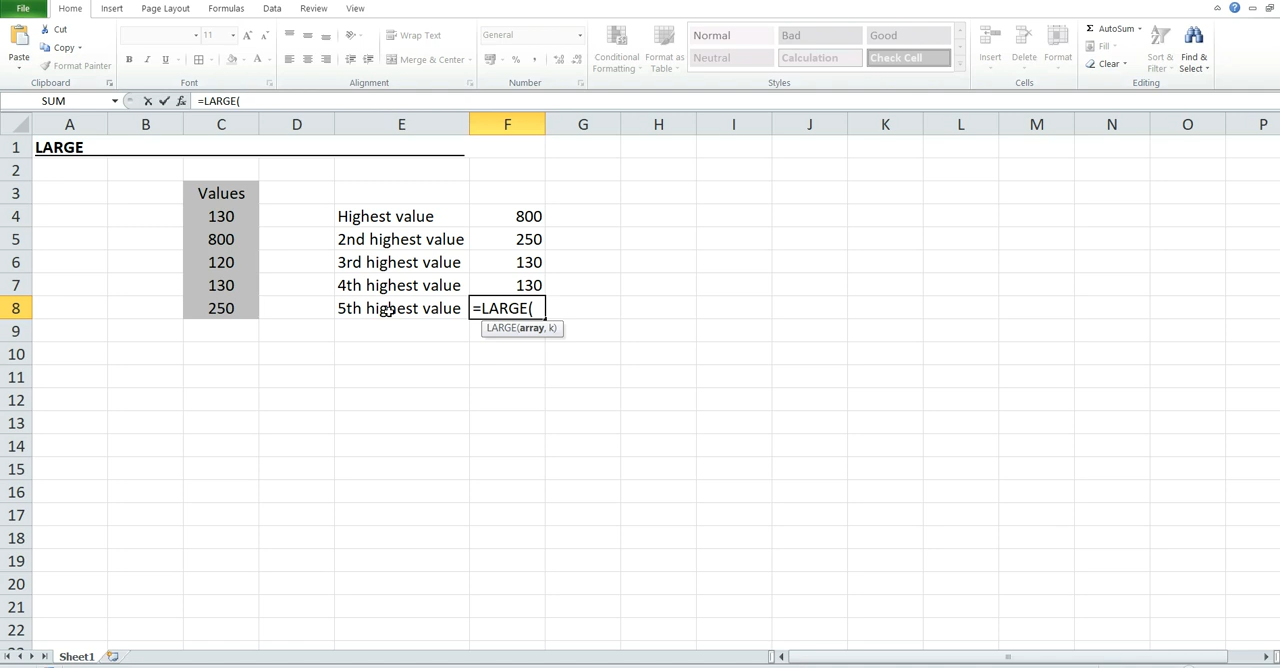 File Home Insert Page Layout Formulas Data Review View
Paste Cut Copy Format Painter Clipboard
11 A A B I U A Font
Wrap Text Merge & Center Alignment
General % , Number
Conditional Formatting Format as Table
Normal Bad Good
Neutral Calculation Check Cell
Styles
Insert Delete Format Cells
Σ AutoSum Fill Clear Sort & Filter Find & Select Editing
SUM fx =LARGE(
A B C D E F G H I J K L M N O P
1 LARGE
2
3 Values
4 130 Highest value 800
5 800 2nd highest value 250
6 120 3rd highest value 130
7 130 4th highest value 130
8 250 5th highest value =LARGE(
LARGE(array, k)
9
10
11
12
13
14
15
16
17
18
19
20
21
22
Sheet1